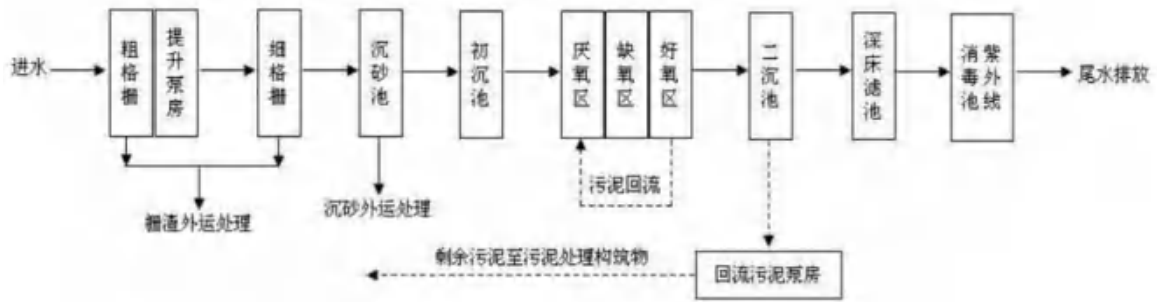 进水
粗格栅
提升泵房
细格栅
沉砂池
初沉池
厌氧区
缺氧区
好氧区
二沉池
深床滤池
紫外线
消毒池
尾水排放
污泥回流
栅渣外运处理
沉砂外运处理
剩余污泥至污泥处理构筑物
回流污泥泵房